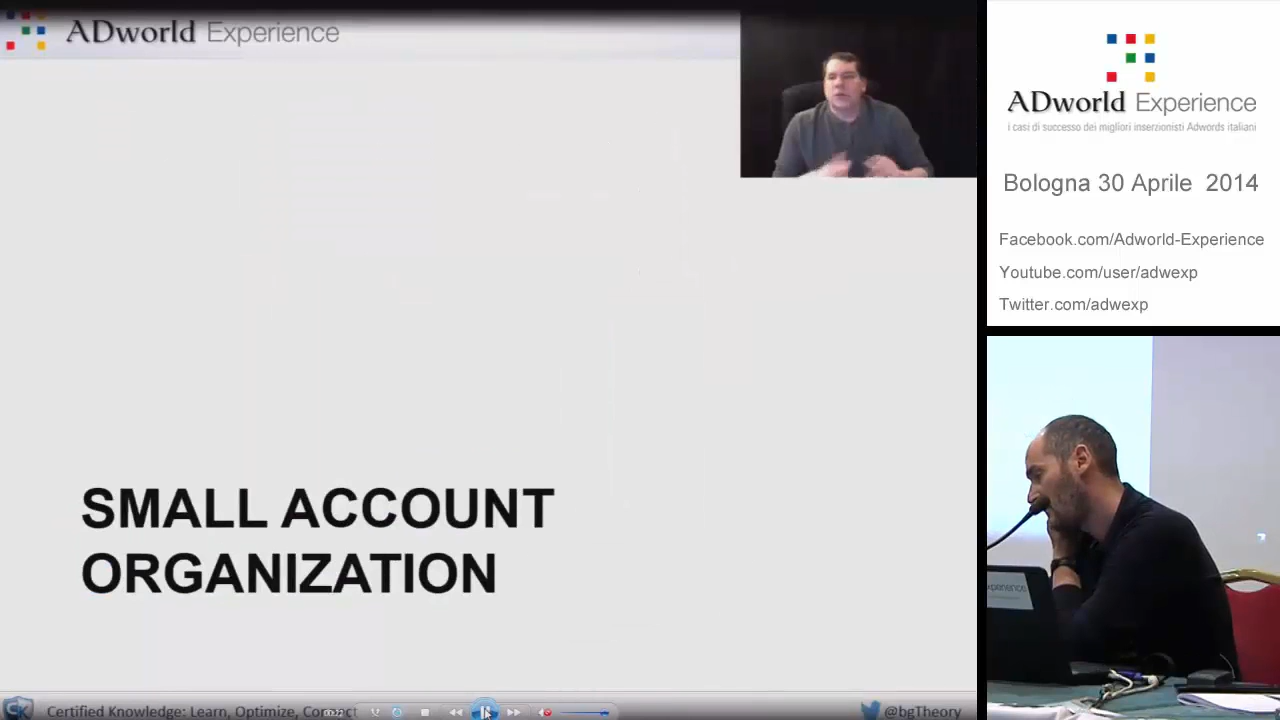 ADworld Experience
SMALL ACCOUNT
ORGANIZATION
Certified Knowledge: Learn, Optimize,
@bgTheory
ADworld Experience
i casi di successo dei migliori inserzionisti Adwords italiani
Bologna 30 Aprile 2014
Facebook.com/Adworld-Experience
Youtube.com/user/adwexp
Twitter.com/adwexp